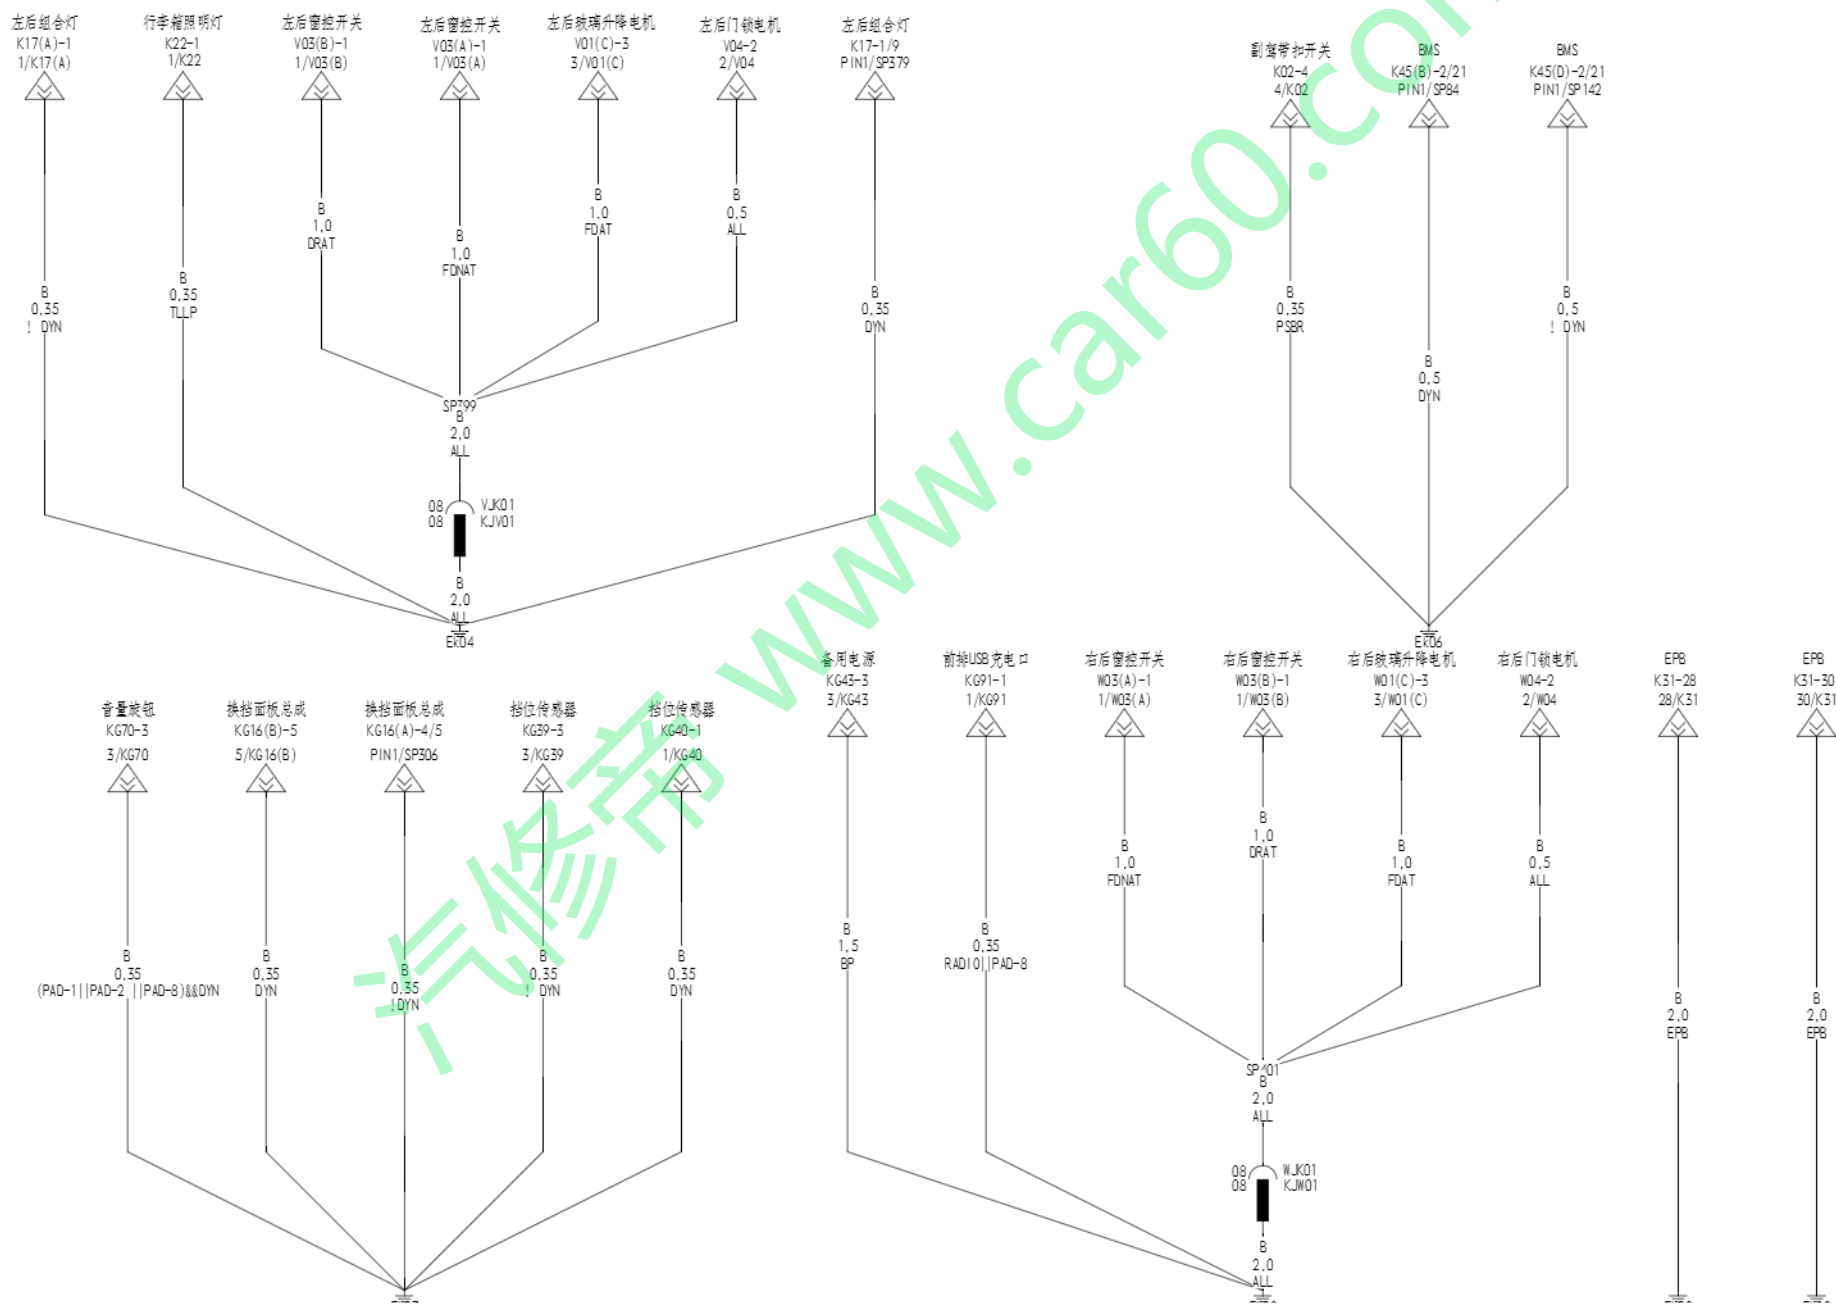 左后组合灯
K17(A)-1
1/K17(A)
行李箱照明灯
K22-1
1/K22
左后窗控开关
V03(B)-1
1/V03(B)
左后窗控开关
V03(A)-1
1/V03(A)
左后玻璃升降电机
V01(C)-3
3/V01(C)
左后门锁电机
V04-2
2/V04
左后组合灯
K17-1/9
PIN1/SP379
副驾带扣开关
K02-4
4/K02
BMS
K45(B)-2/21
PIN1/SP84
BMS
K45(D)-2/21
PIN1/SP142
B
0,35
! DYN
B
0,35
TLLP
B
1,0
DRAT
B
1,0
FDNAT
B
1,0
FDAT
B
0,5
ALL
B
0,35
DYN
B
0,35
PSBR
B
0,5
DYN
B
0,5
! DYN
SP799
B
2,0
ALL
08
VJK01
08
KJV01
B
2,0
ALL
EK04
EK06
音量旋钮
KG70-3
3/KG70
换挡面板总成
KG16(B)-5
5/KG16(B)
换挡面板总成
KG16(A)-4/5
PIN1/SP306
挡位传感器
KG39-3
3/KG39
挡位传感器
KG40-1
1/KG40
备用电源
KG43-3
3/KG43
前排USB充电口
KG91-1
1/KG91
右后窗控开关
W03(A)-1
1/W03(A)
右后窗控开关
W03(B)-1
1/W03(B)
右后玻璃升降电机
W01(C)-3
3/W01(C)
右后门锁电机
W04-2
2/W04
EPB
K31-28
28/K31
EPB
K31-30
30/K31
B
0,35
(PAD-1||PAD-2 ||PAD-8)&&DYN
B
0,35
DYN
B
0,35
!DYN
B
0,35
! DYN
B
0,35
DYN
B
1,5
BP
B
0,35
RADIO||PAD-8
B
1,0
FDNAT
B
1,0
DRAT
B
1,0
FDAT
B
0,5
ALL
B
2,0
EPB
B
2,0
EPB
B
2,0
ALL
08
WJK01
08
KJW01
B
2,0
ALL
汽修帝 www.car60.com